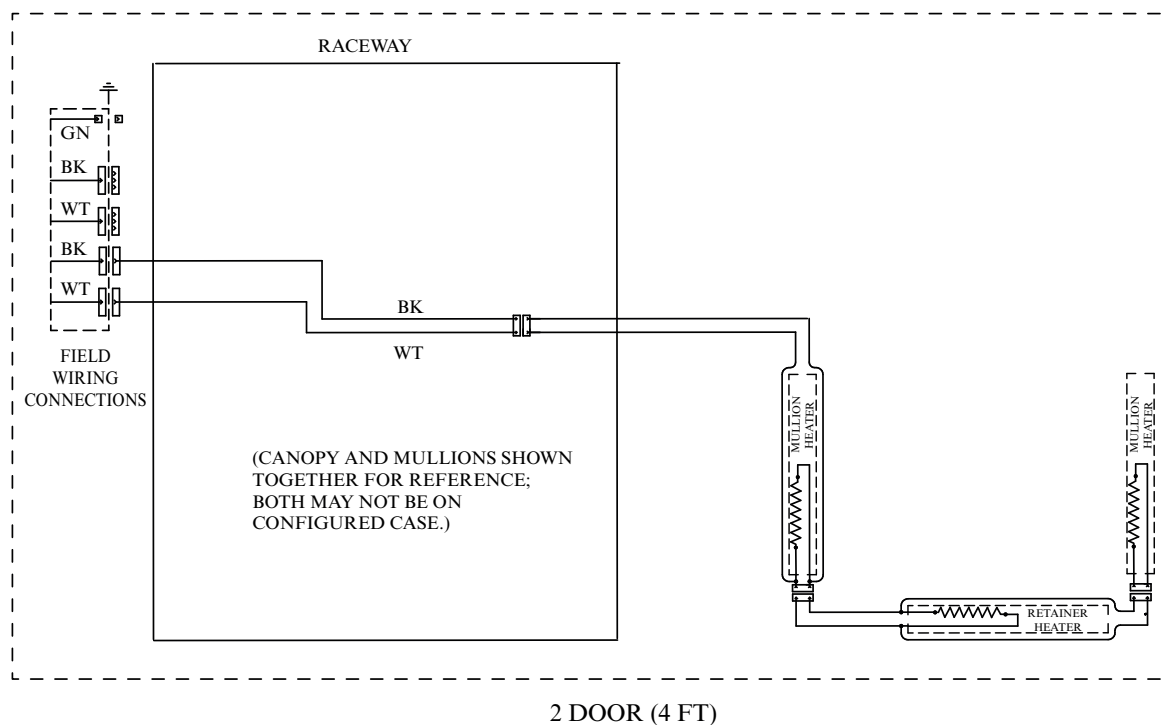 RACEWAY
GN
BK
WT
BK
WT
FIELD
WIRING
CONNECTIONS
BK
WT
(CANOPY AND MULLIONS SHOWN
TOGETHER FOR REFERENCE;
BOTH MAY NOT BE ON
CONFIGURED CASE.)
MULLION
HEATER
MULLION
HEATER
RETAINER
HEATER
2 DOOR (4 FT)